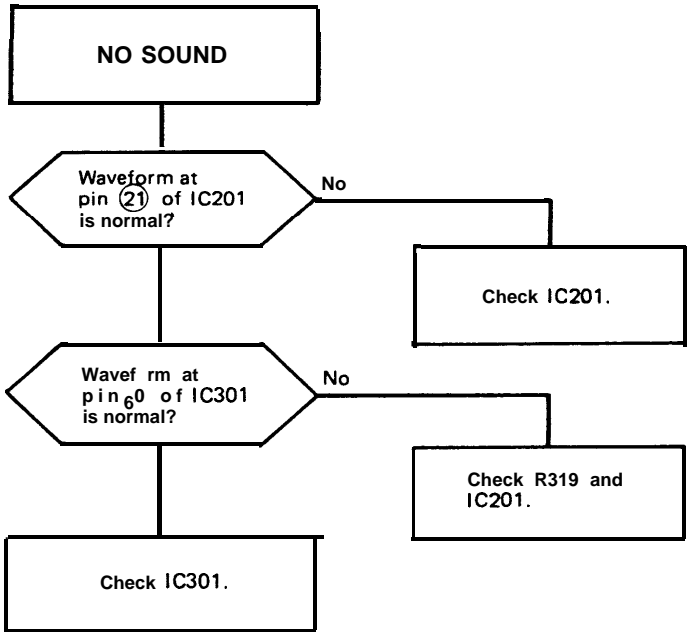 NO SOUND
Waveform at
pin ㉑ of IC201
is normal?
No
Check IC201.
Wavef rm at
pin 60 of IC301
is normal?
No
Check R319 and
IC201.
Check IC301.